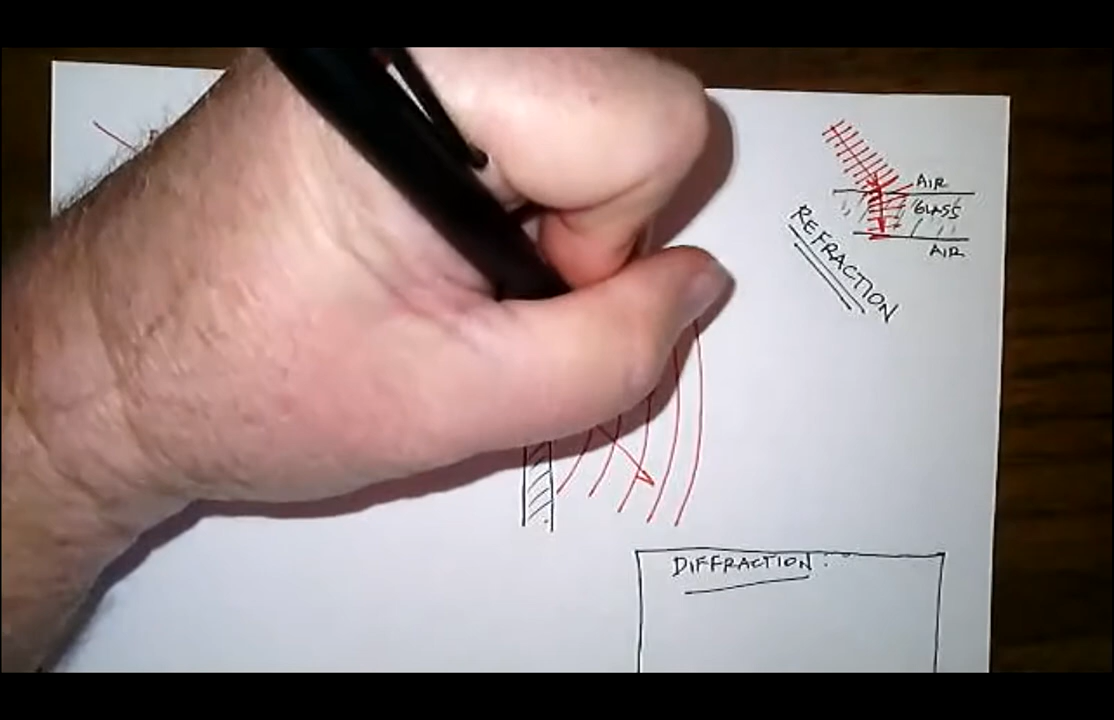 AIR
GLASS
AIR
REFRACTION
DIFFRACTION: